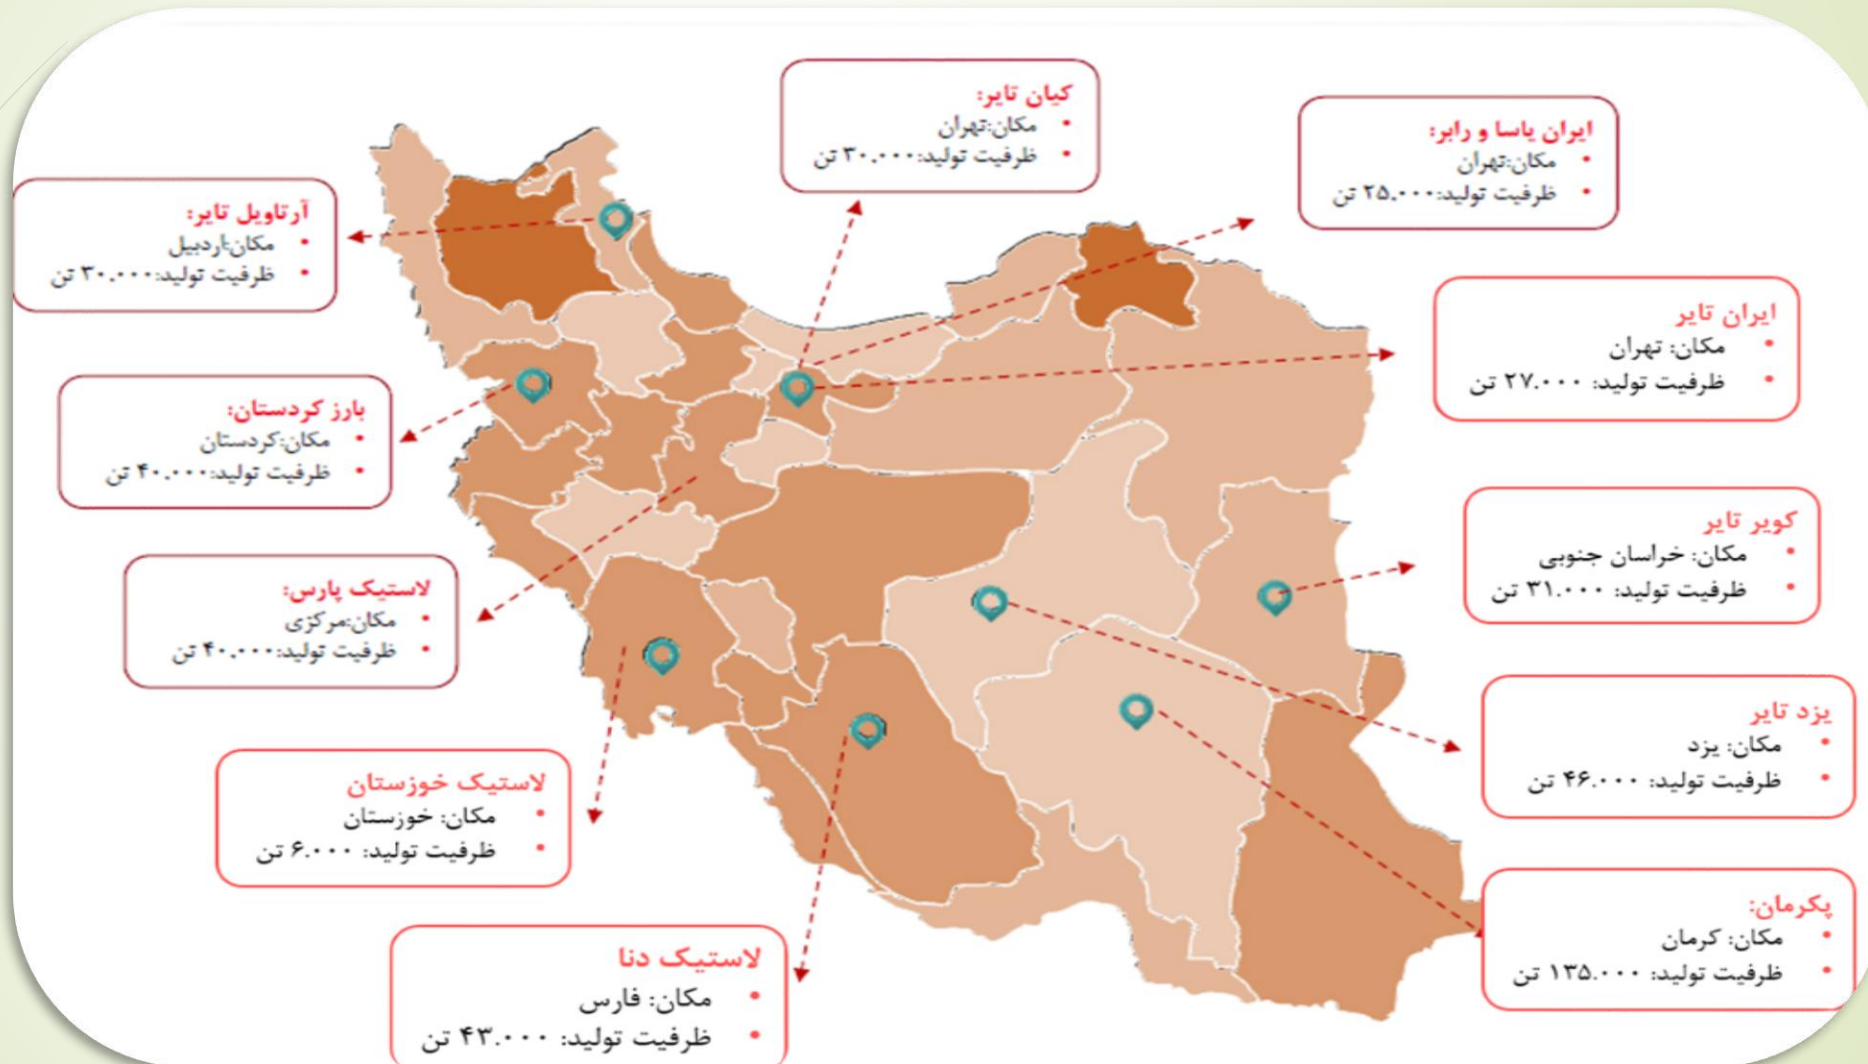 کیان تایر:
• مکان:تهران
• ظرفیت تولید:۳۰.۰۰۰ تن
ایران یاسا و رابر:
• مکان:تهران
• ظرفیت تولید:۲۵.۰۰۰ تن
آرتاویل تایر:
• مکان:اردبیل
• ظرفیت تولید:۳۰.۰۰۰ تن
ایران تایر
• مکان: تهران
• ظرفیت تولید: ۲۷.۰۰۰ تن
بارز کردستان:
• مکان:کردستان
• ظرفیت تولید:۴۰.۰۰۰ تن
کویر تایر
• مکان: خراسان جنوبی
• ظرفیت تولید: ۳۱.۰۰۰ تن
لاستیک پارس:
• مکان:مرکزی
• ظرفیت تولید:۴۰.۰۰۰ تن
یزد تایر
• مکان: یزد
• ظرفیت تولید: ۴۶.۰۰۰ تن
لاستیک خوزستان
• مکان: خوزستان
• ظرفیت تولید: ۶.۰۰۰ تن
پکرمان:
• مکان: کرمان
• ظرفیت تولید: ۱۳۵.۰۰۰ تن
لاستیک دنا
• مکان: فارس
• ظرفیت تولید: ۴۳.۰۰۰ تن